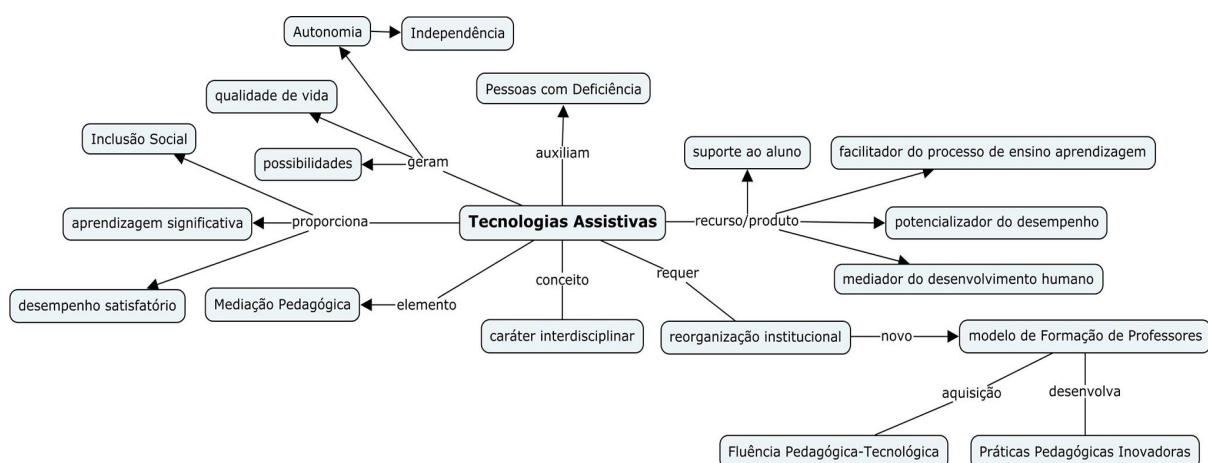 Autonomia
Independência
qualidade de vida
Pessoas com Deficiência
Inclusão Social
possibilidades
geram
auxiliam
suporte ao aluno
facilitador do processo de ensino aprendizagem
aprendizagem significativa
proporciona
Tecnologias Assistivas
recurso/produto
potencializador do desempenho
requer
conceito
mediador do desenvolvimento humano
desempenho satisfatório
Mediação Pedagógica
elemento
caráter interdisciplinar
reorganização institucional
novo
modelo de Formação de Professores
aquisição
desenvolva
Fluência Pedagógica-Tecnológica
Práticas Pedagógicas Inovadoras